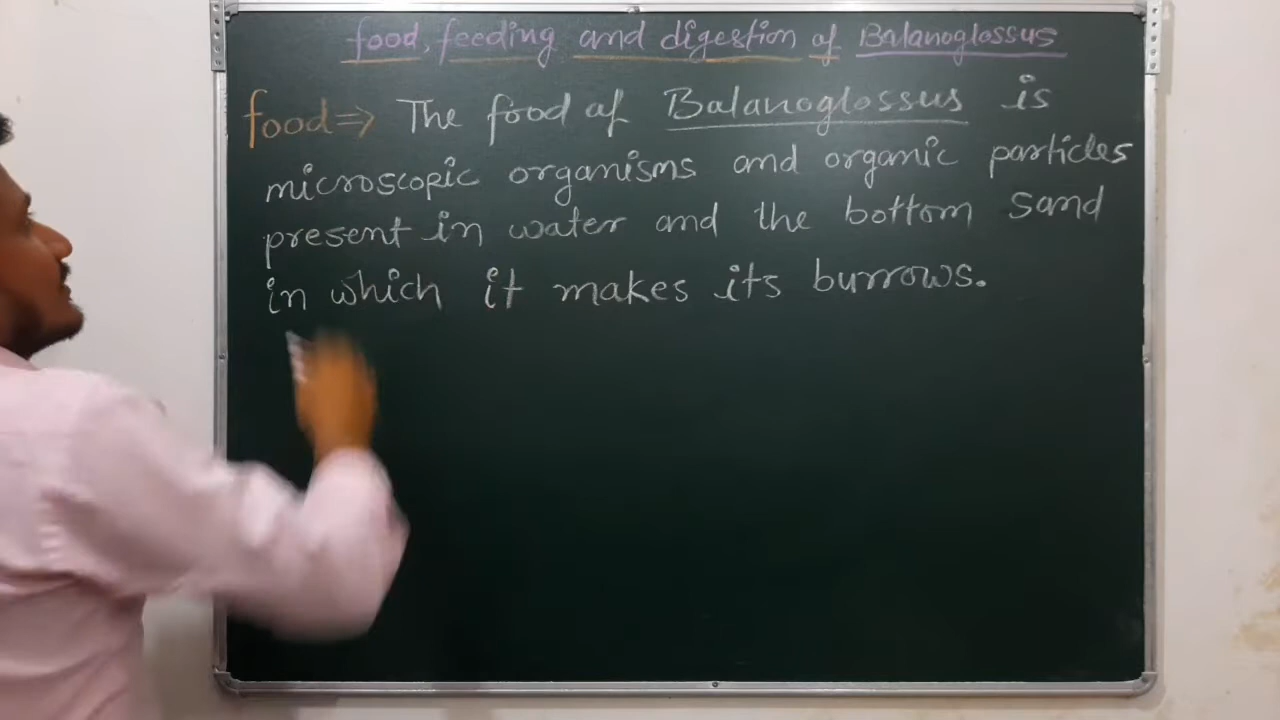 food, feeding and digestion of Balanoglossus
food⇒ The food of Balanoglossus is
microscopic organisms and organic particles
present in water and the bottom sand
in which it makes its burrows.